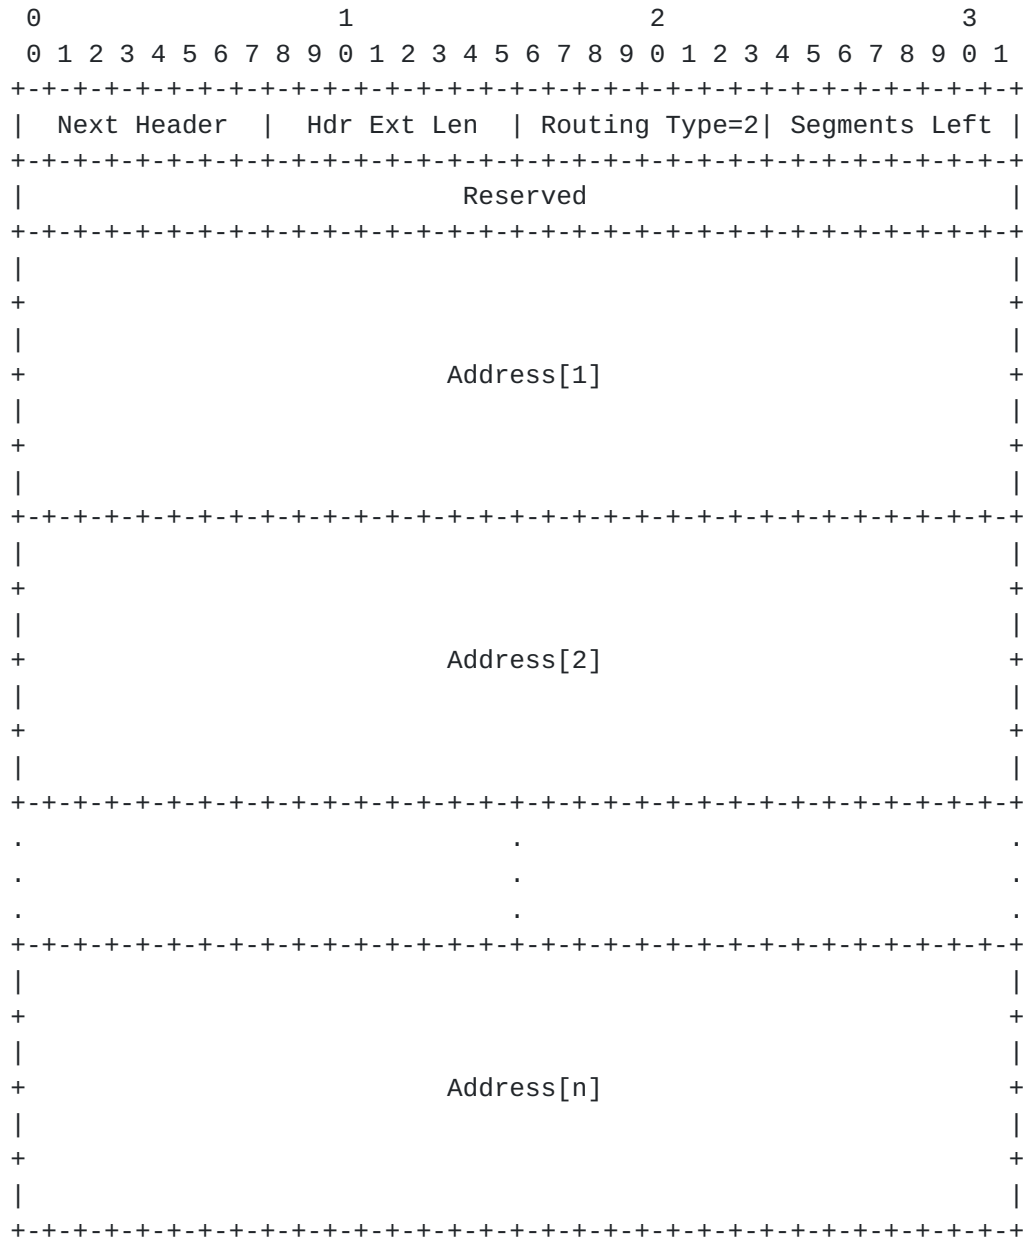 0                   1                   2                   3
 0 1 2 3 4 5 6 7 8 9 0 1 2 3 4 5 6 7 8 9 0 1 2 3 4 5 6 7 8 9 0 1
+-+-+-+-+-+-+-+-+-+-+-+-+-+-+-+-+-+-+-+-+-+-+-+-+-+-+-+-+-+-+-+-+
|  Next Header  |  Hdr Ext Len  | Routing Type=2| Segments Left |
+-+-+-+-+-+-+-+-+-+-+-+-+-+-+-+-+-+-+-+-+-+-+-+-+-+-+-+-+-+-+-+-+
|                            Reserved                           |
+-+-+-+-+-+-+-+-+-+-+-+-+-+-+-+-+-+-+-+-+-+-+-+-+-+-+-+-+-+-+-+-+
|                                                               |
+                                                               +
|                                                               |
+                           Address[1]                          +
|                                                               |
+                                                               +
|                                                               |
+-+-+-+-+-+-+-+-+-+-+-+-+-+-+-+-+-+-+-+-+-+-+-+-+-+-+-+-+-+-+-+-+
|                                                               |
+                                                               +
|                                                               |
+                           Address[2]                          +
|                                                               |
+                                                               +
|                                                               |
+-+-+-+-+-+-+-+-+-+-+-+-+-+-+-+-+-+-+-+-+-+-+-+-+-+-+-+-+-+-+-+-+
.                               .                               .
.                               .                               .
.                               .                               .
+-+-+-+-+-+-+-+-+-+-+-+-+-+-+-+-+-+-+-+-+-+-+-+-+-+-+-+-+-+-+-+-+
|                                                               |
+                                                               +
|                                                               |
+                           Address[n]                          +
|                                                               |
+                                                               +
|                                                               |
+-+-+-+-+-+-+-+-+-+-+-+-+-+-+-+-+-+-+-+-+-+-+-+-+-+-+-+-+-+-+-+-+